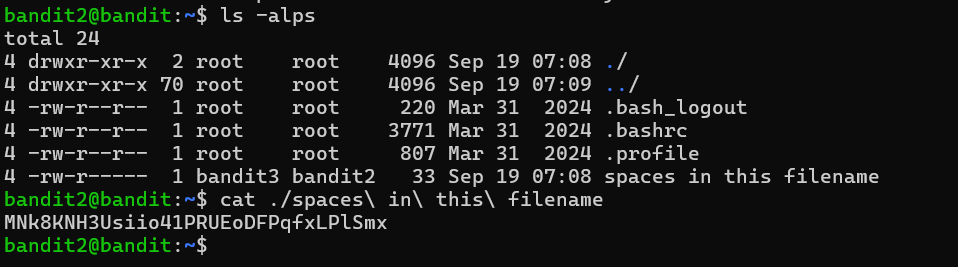 bandit2@bandit:~$ ls -alps
total 24
4 drwxr-xr-x  2 root    root    4096 Sep 19 07:08 ./
4 drwxr-xr-x 70 root    root    4096 Sep 19 07:09 ../
4 -rw-r--r--  1 root    root     220 Mar 31  2024 .bash_logout
4 -rw-r--r--  1 root    root    3771 Mar 31  2024 .bashrc
4 -rw-r--r--  1 root    root     807 Mar 31  2024 .profile
4 -rw-r-----  1 bandit3 bandit2   33 Sep 19 07:08 spaces in this filename
bandit2@bandit:~$ cat ./spaces\ in\ this\ filename
MNk8KNH3Usiio41PRUEoDFPqfxLPlSmx
bandit2@bandit:~$